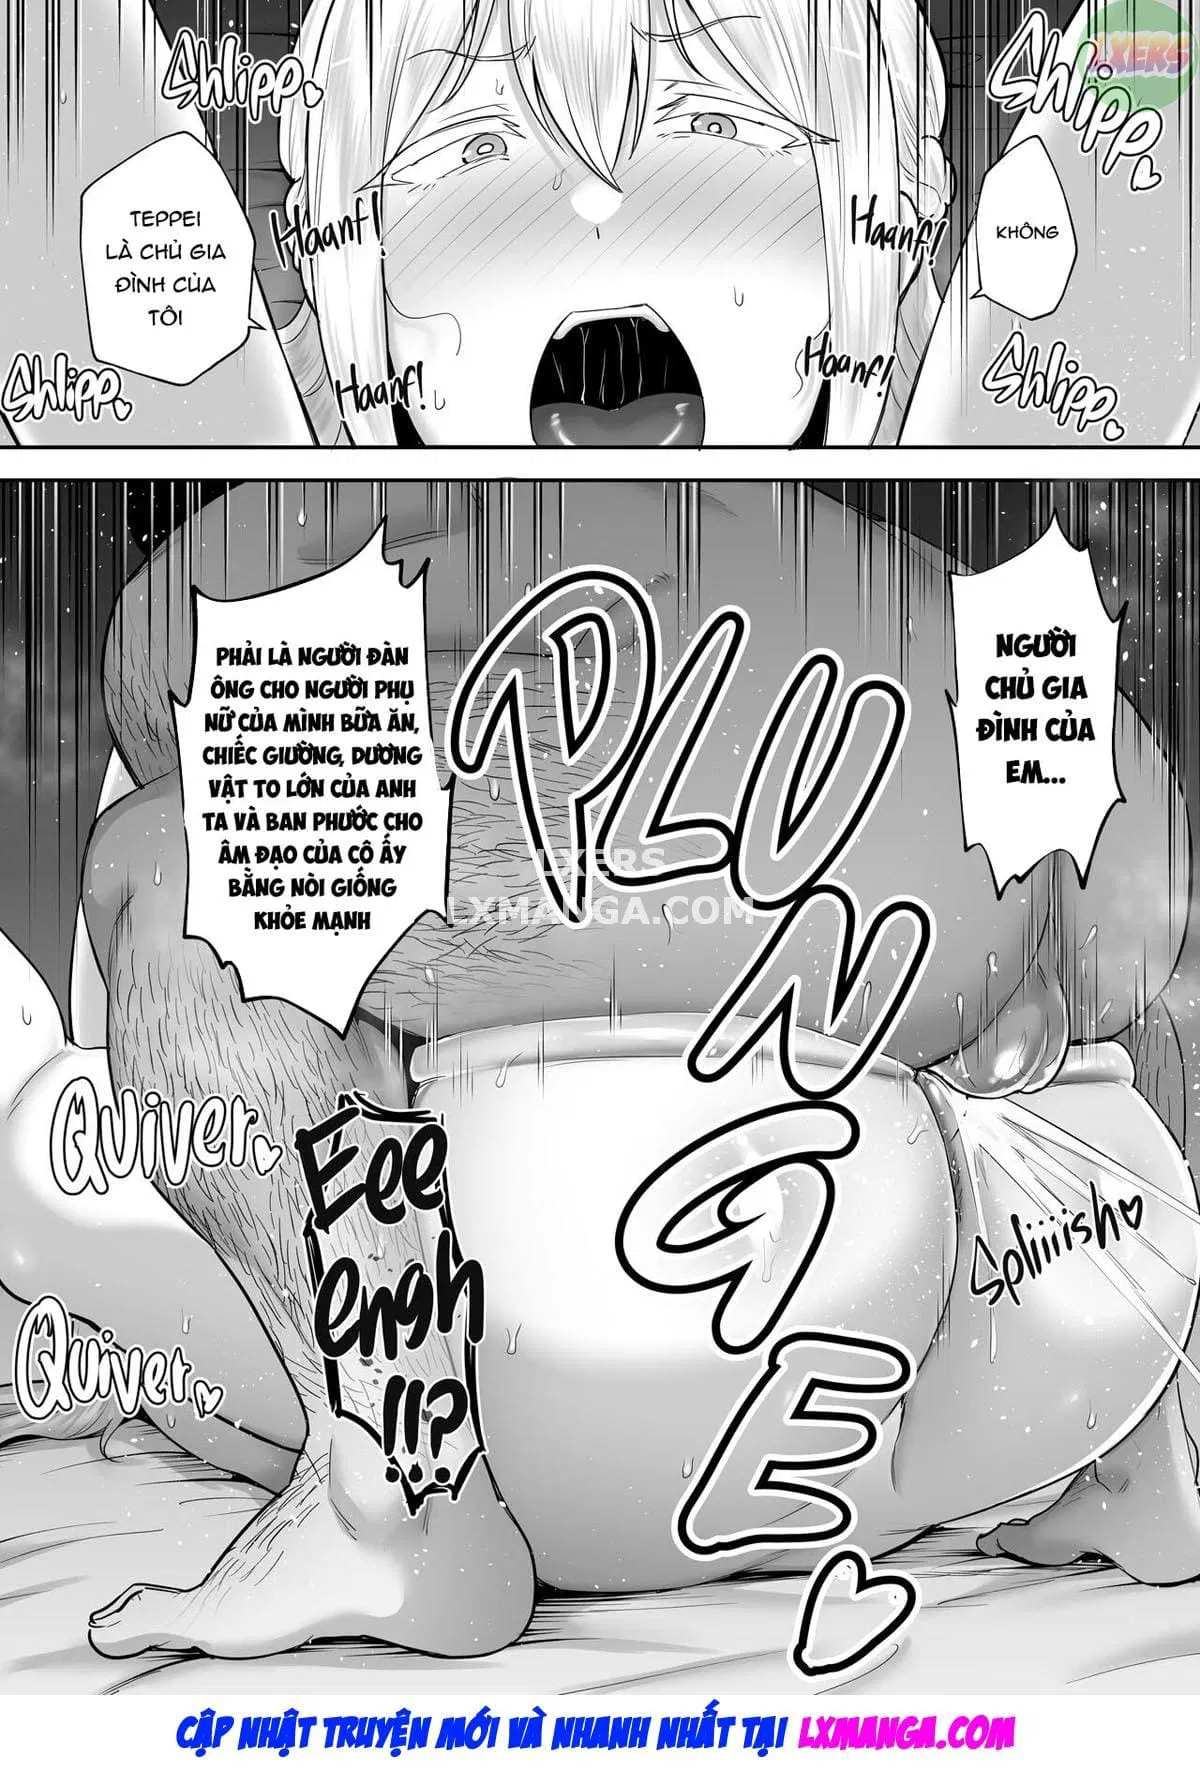 Shlipp
Shlipp
LXERS
TEPPEI
LÀ CHỦ GIA
ĐÌNH CỦA
TÔI
Haanf!
Haanf!
KHÔNG
Shlipp
Haanf!
Haanf!
Shlipp
PHẢI LÀ NGƯỜI ĐÀN
ÔNG CHO NGƯỜI PHỤ
NỮ CỦA MÌNH BỮA ĂN,
CHIẾC GIƯỜNG, DƯƠNG
VẬT TO LỚN CỦA ANH
TA VÀ BAN PHƯỚC CHO
ÂM ĐẠO CỦA CÔ ẤY
BẰNG NÒI GIỐNG
KHỎE MẠNH
NGƯỜI
CHỦ GIA
ĐÌNH CỦA
EM...
PLUNGE
LXERS
LXMANGA.COM
Quiver
Eee
engh
!!?
Spliiiish
Quiver
CẬP NHẬT TRUYỆN MỚI VÀ NHANH NHẤT TẠI LXMANGA.COM